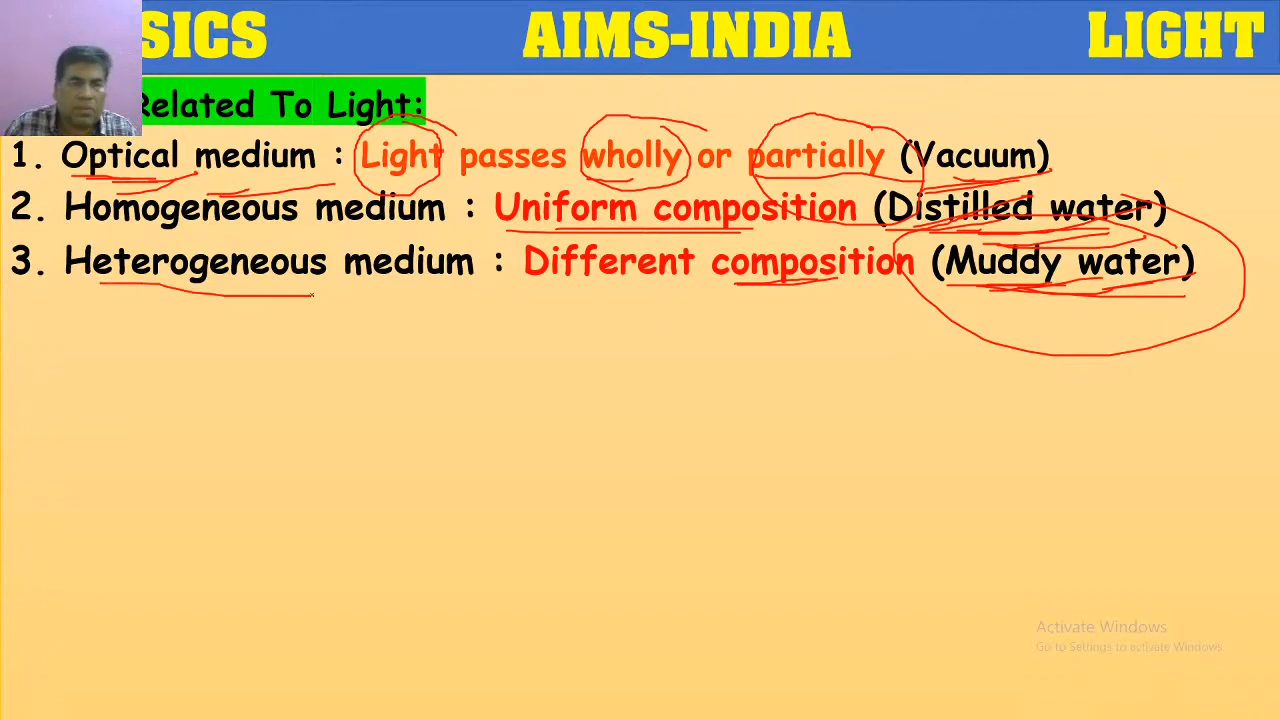 SICS AIMS-INDIA LIGHT
Related To Light:
1. Optical medium : Light passes wholly or partially (Vacuum)
2. Homogeneous medium : Uniform composition (Distilled water)
3. Heterogeneous medium : Different composition (Muddy water)
Activate Windows
Go to Settings to activate Windows.